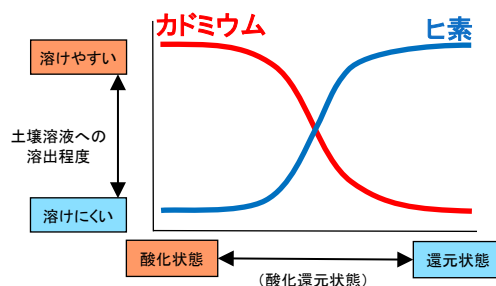 カドミウム
ヒ素
溶けやすい
土壌溶液への
溶出程度
溶けにくい
酸化状態
還元状態
(酸化還元状態)